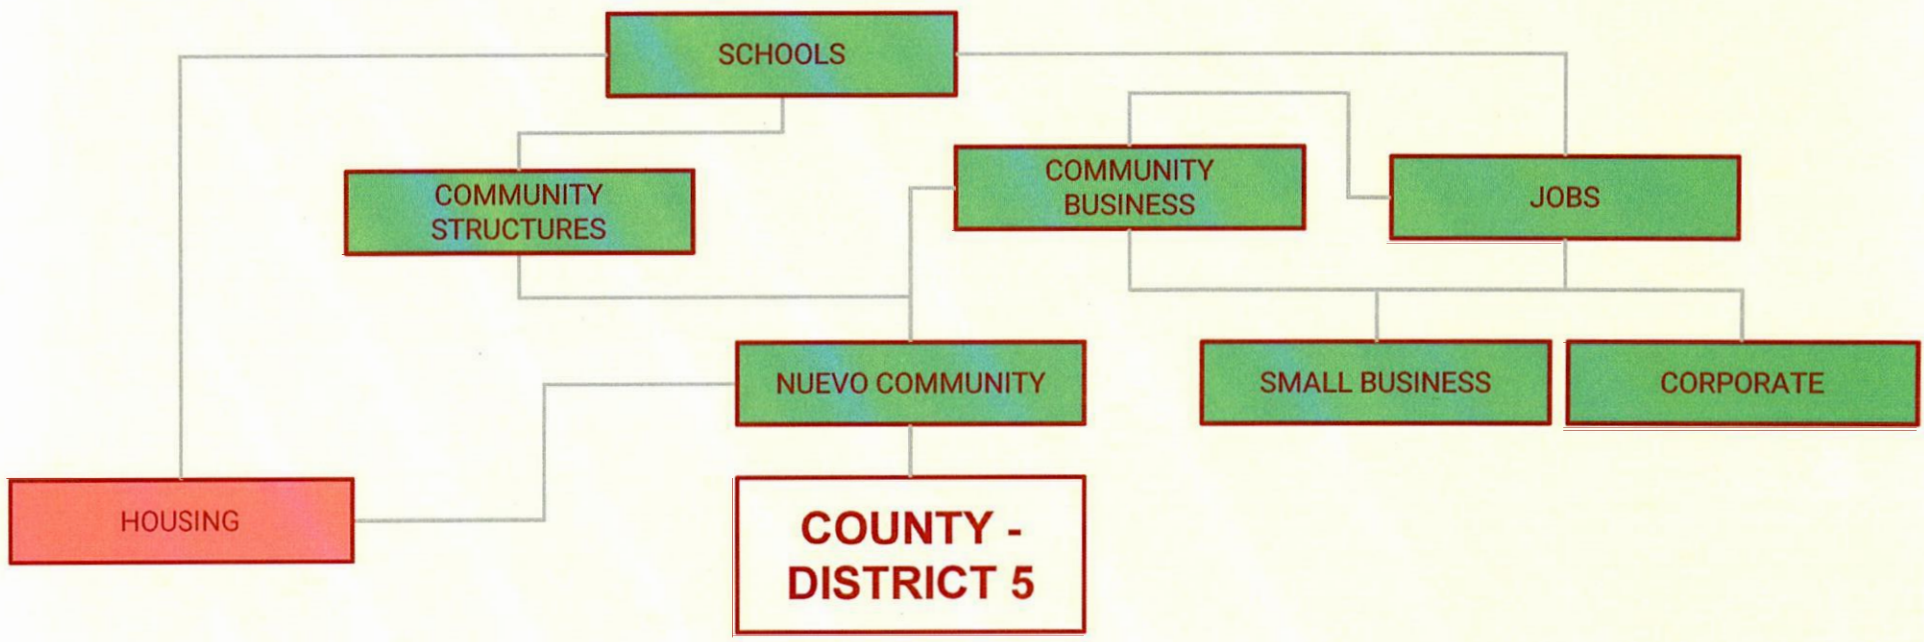 SCHOOLS
COMMUNITY
STRUCTURES
COMMUNITY
BUSINESS
JOBS
NUEVO COMMUNITY
SMALL BUSINESS
CORPORATE
HOUSING
COUNTY -
DISTRICT 5